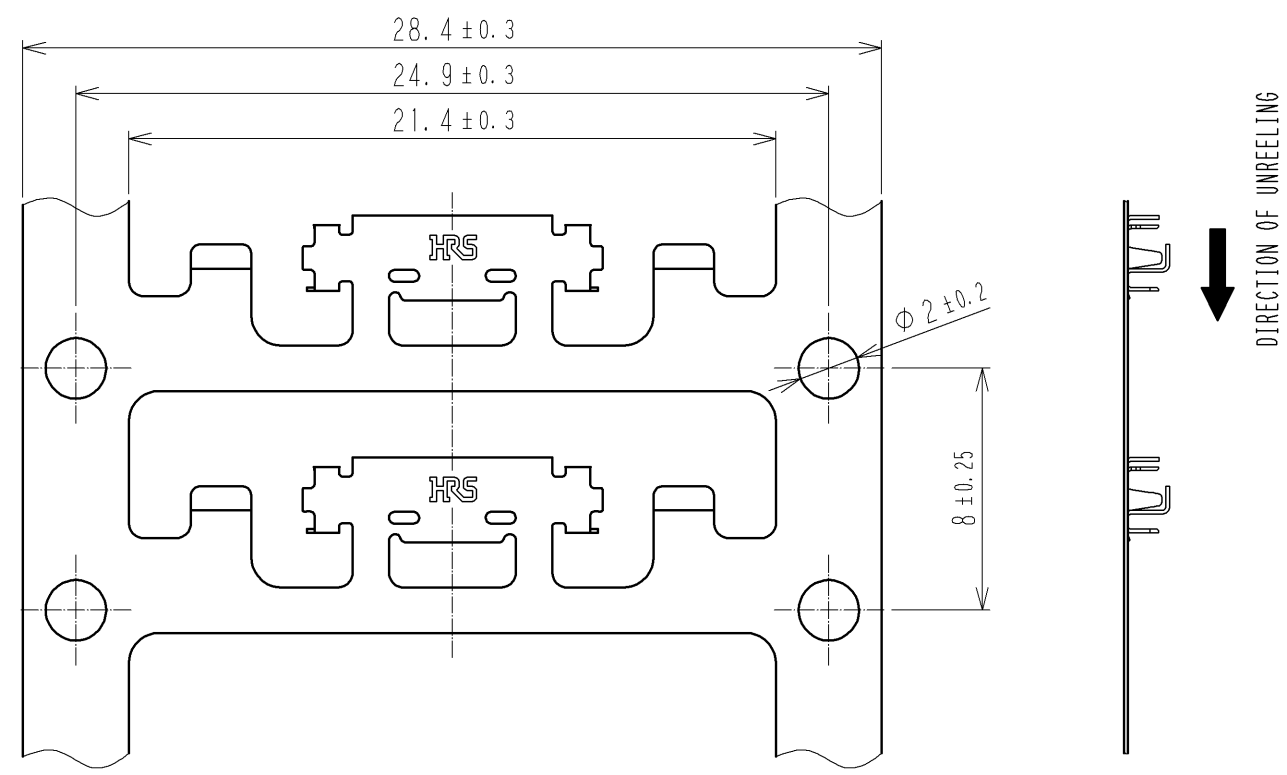 28.4±0.3
24.9±0.3
21.4±0.3
HRS
Φ2±0.2
8±0.25
HRS
DIRECTION OF UNREELING